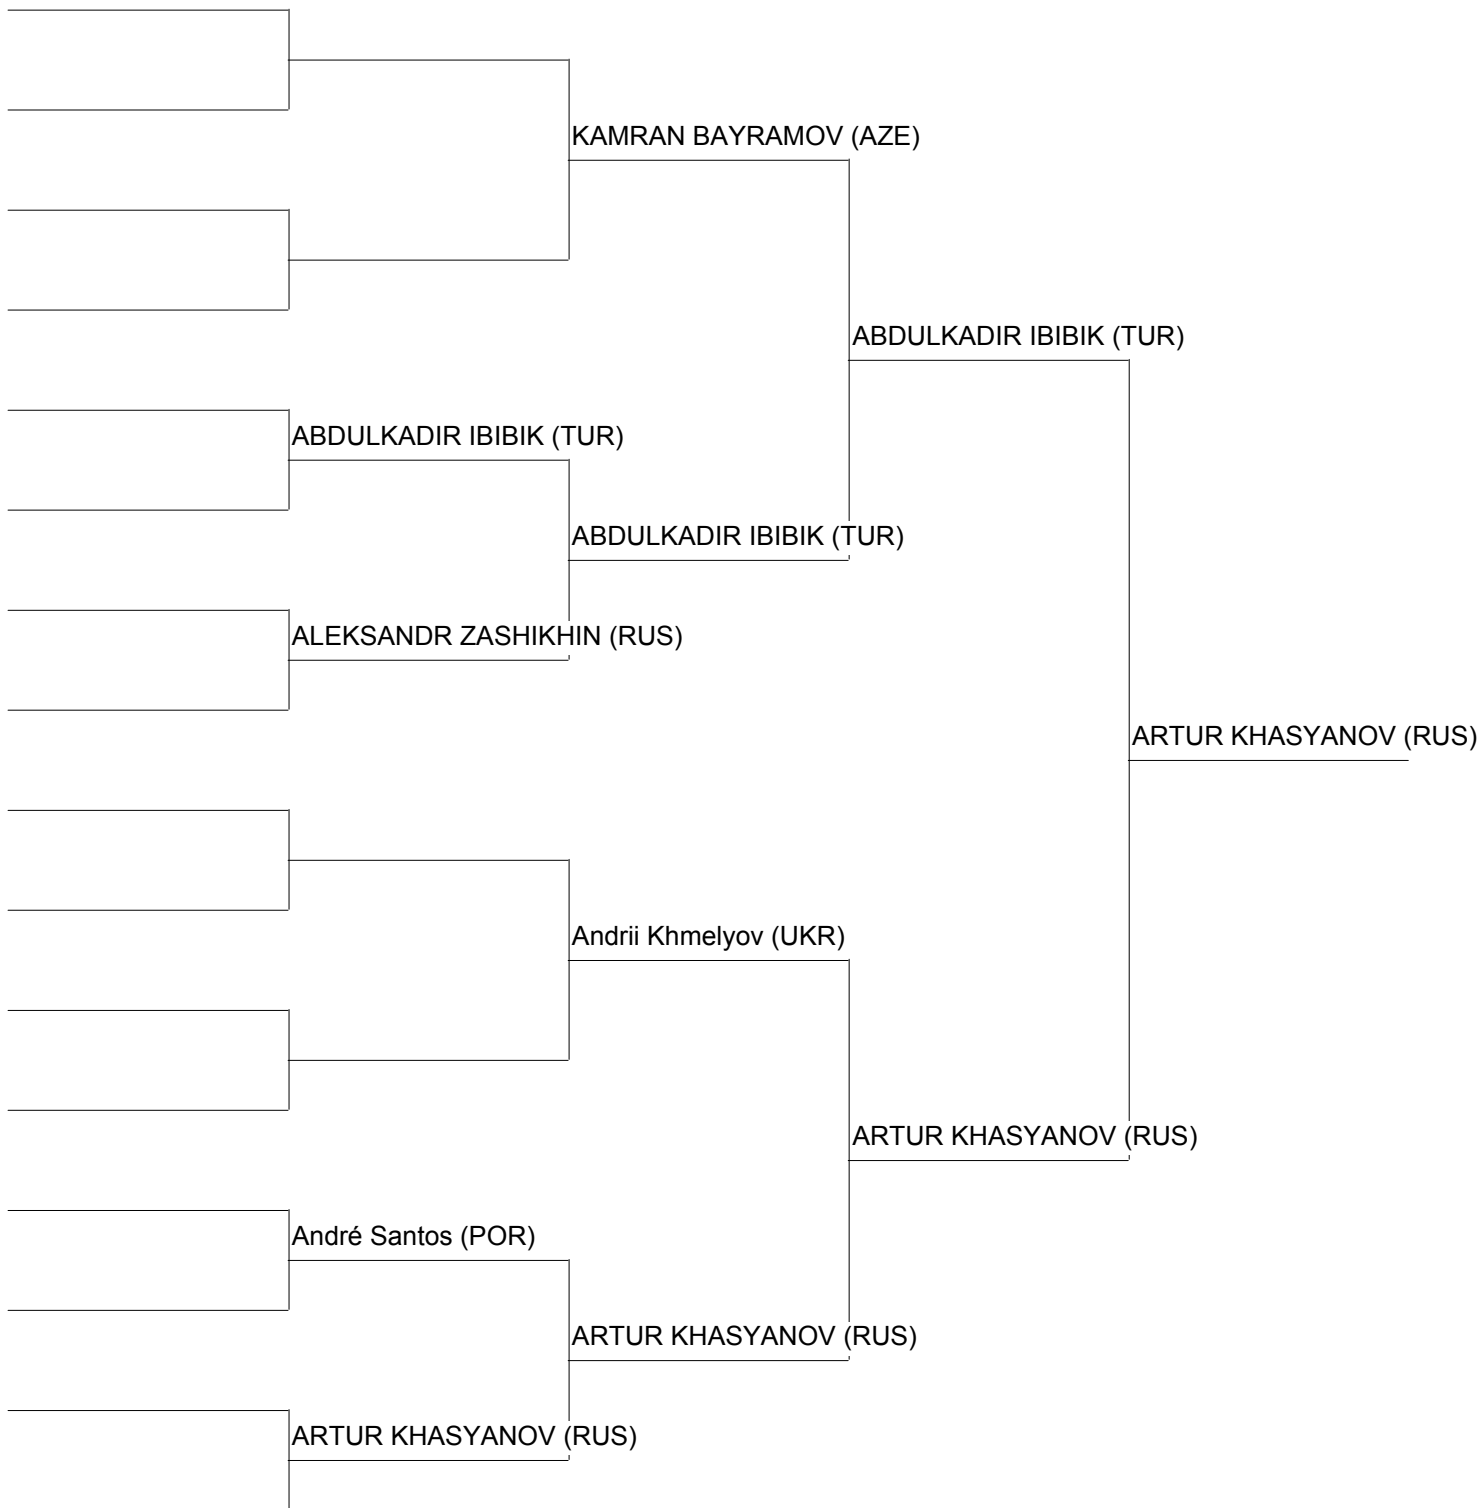 KAMRAN BAYRAMOV (AZE)
ABDULKADIR IBIBIK (TUR)
ABDULKADIR IBIBIK (TUR)
ABDULKADIR IBIBIK (TUR)
ALEKSANDR ZASHIKHIN (RUS)
ARTUR KHASYANOV (RUS)
Andrii Khmelyov (UKR)
ARTUR KHASYANOV (RUS)
André Santos (POR)
ARTUR KHASYANOV (RUS)
ARTUR KHASYANOV (RUS)